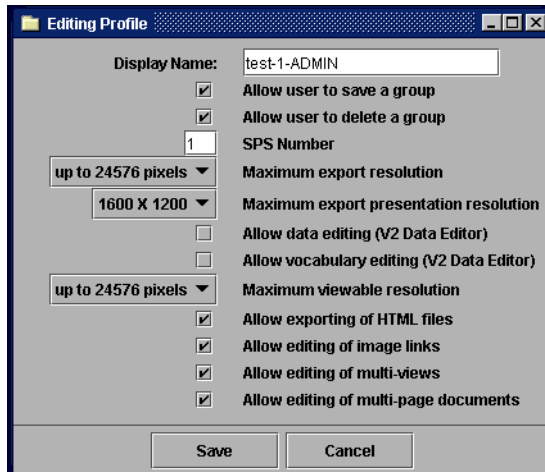 Editing Profile
Display Name: test-1-ADMIN
Allow user to save a group
Allow user to delete a group
1 SPS Number
up to 24576 pixels Maximum export resolution
1600 X 1200 Maximum export presentation resolution
Allow data editing (V2 Data Editor)
Allow vocabulary editing (V2 Data Editor)
up to 24576 pixels Maximum viewable resolution
Allow exporting of HTML files
Allow editing of image links
Allow editing of multi-views
Allow editing of multi-page documents
Save Cancel